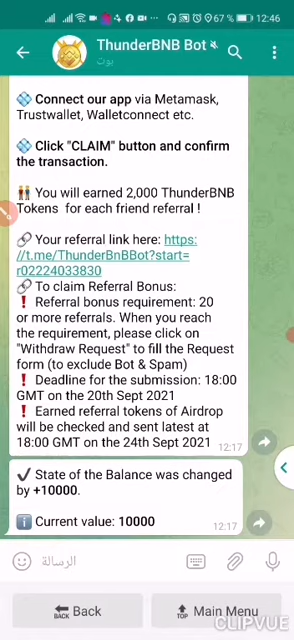 67 % 12:46
ThunderBNB Bot
بوت
Connect our app via Metamask,
Trustwallet, Walletconnect etc.
Click "CLAIM" button and confirm
the transaction.
You will earned 2,000 ThunderBNB
Tokens for each friend referral !
Your referral link here: https:
//t.me/ThunderBnBBot?start=
r02224033830
To claim Referral Bonus:
Referral bonus requirement: 20
or more referrals. When you reach
the requirement, please click on
"Withdraw Request" to fill the Request
form (to exclude Bot & Spam)
Deadline for the submission: 18:00
GMT on the 20th Sept 2021
Earned referral tokens of Airdrop
will be checked and sent latest at
18:00 GMT on the 24th Sept 2021
12:17
State of the Balance was changed
by +10000.
Current value: 10000
12:17
الرسالة
BACK Back
TOP Main Menu
CLIPVUE